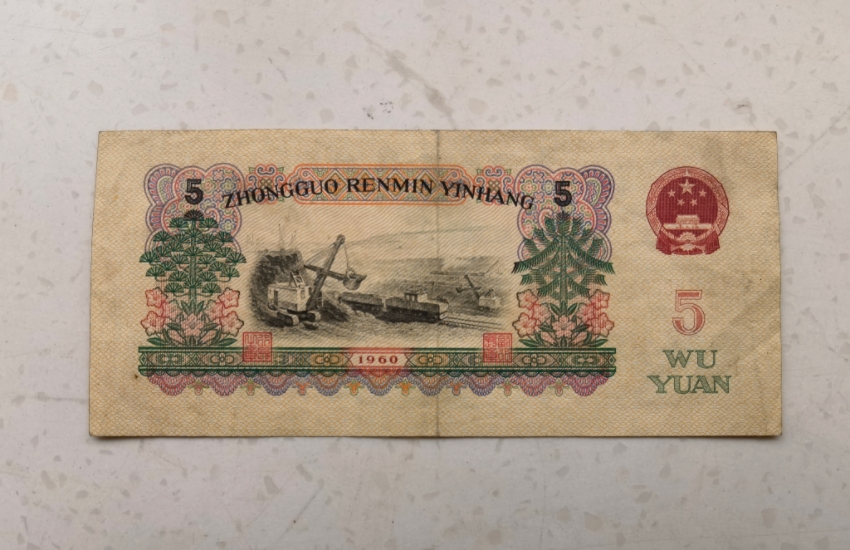 5 ZHONGGUO RENMIN YINHANG 5
1960
5
WU
YUAN